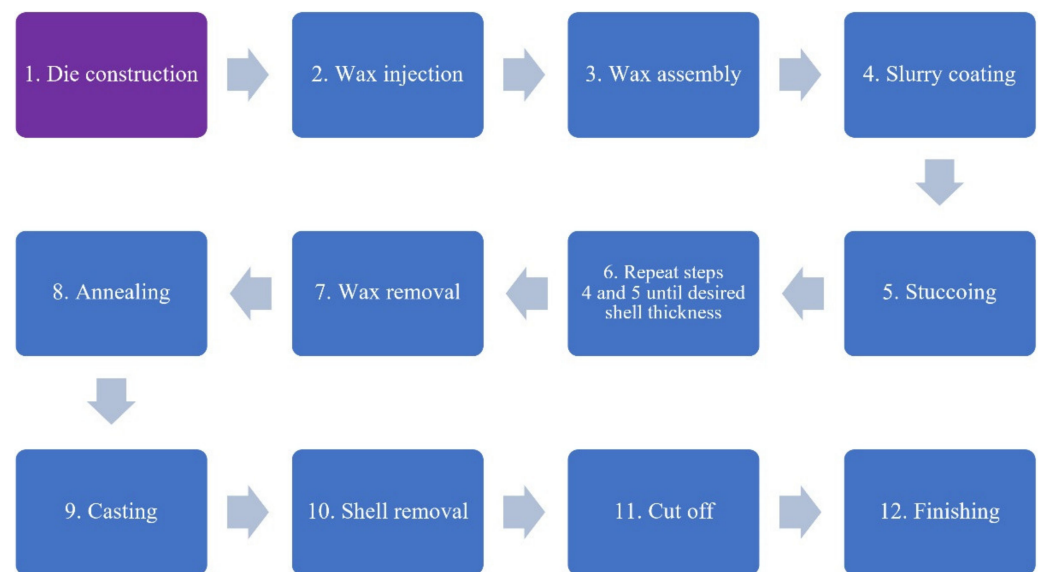 1. Die construction
2. Wax injection
3. Wax assembly
4. Slurry coating
5. Stuccoing
6. Repeat steps
4 and 5 until desired
shell thickness
7. Wax removal
8. Annealing
9. Casting
10. Shell removal
11. Cut off
12. Finishing